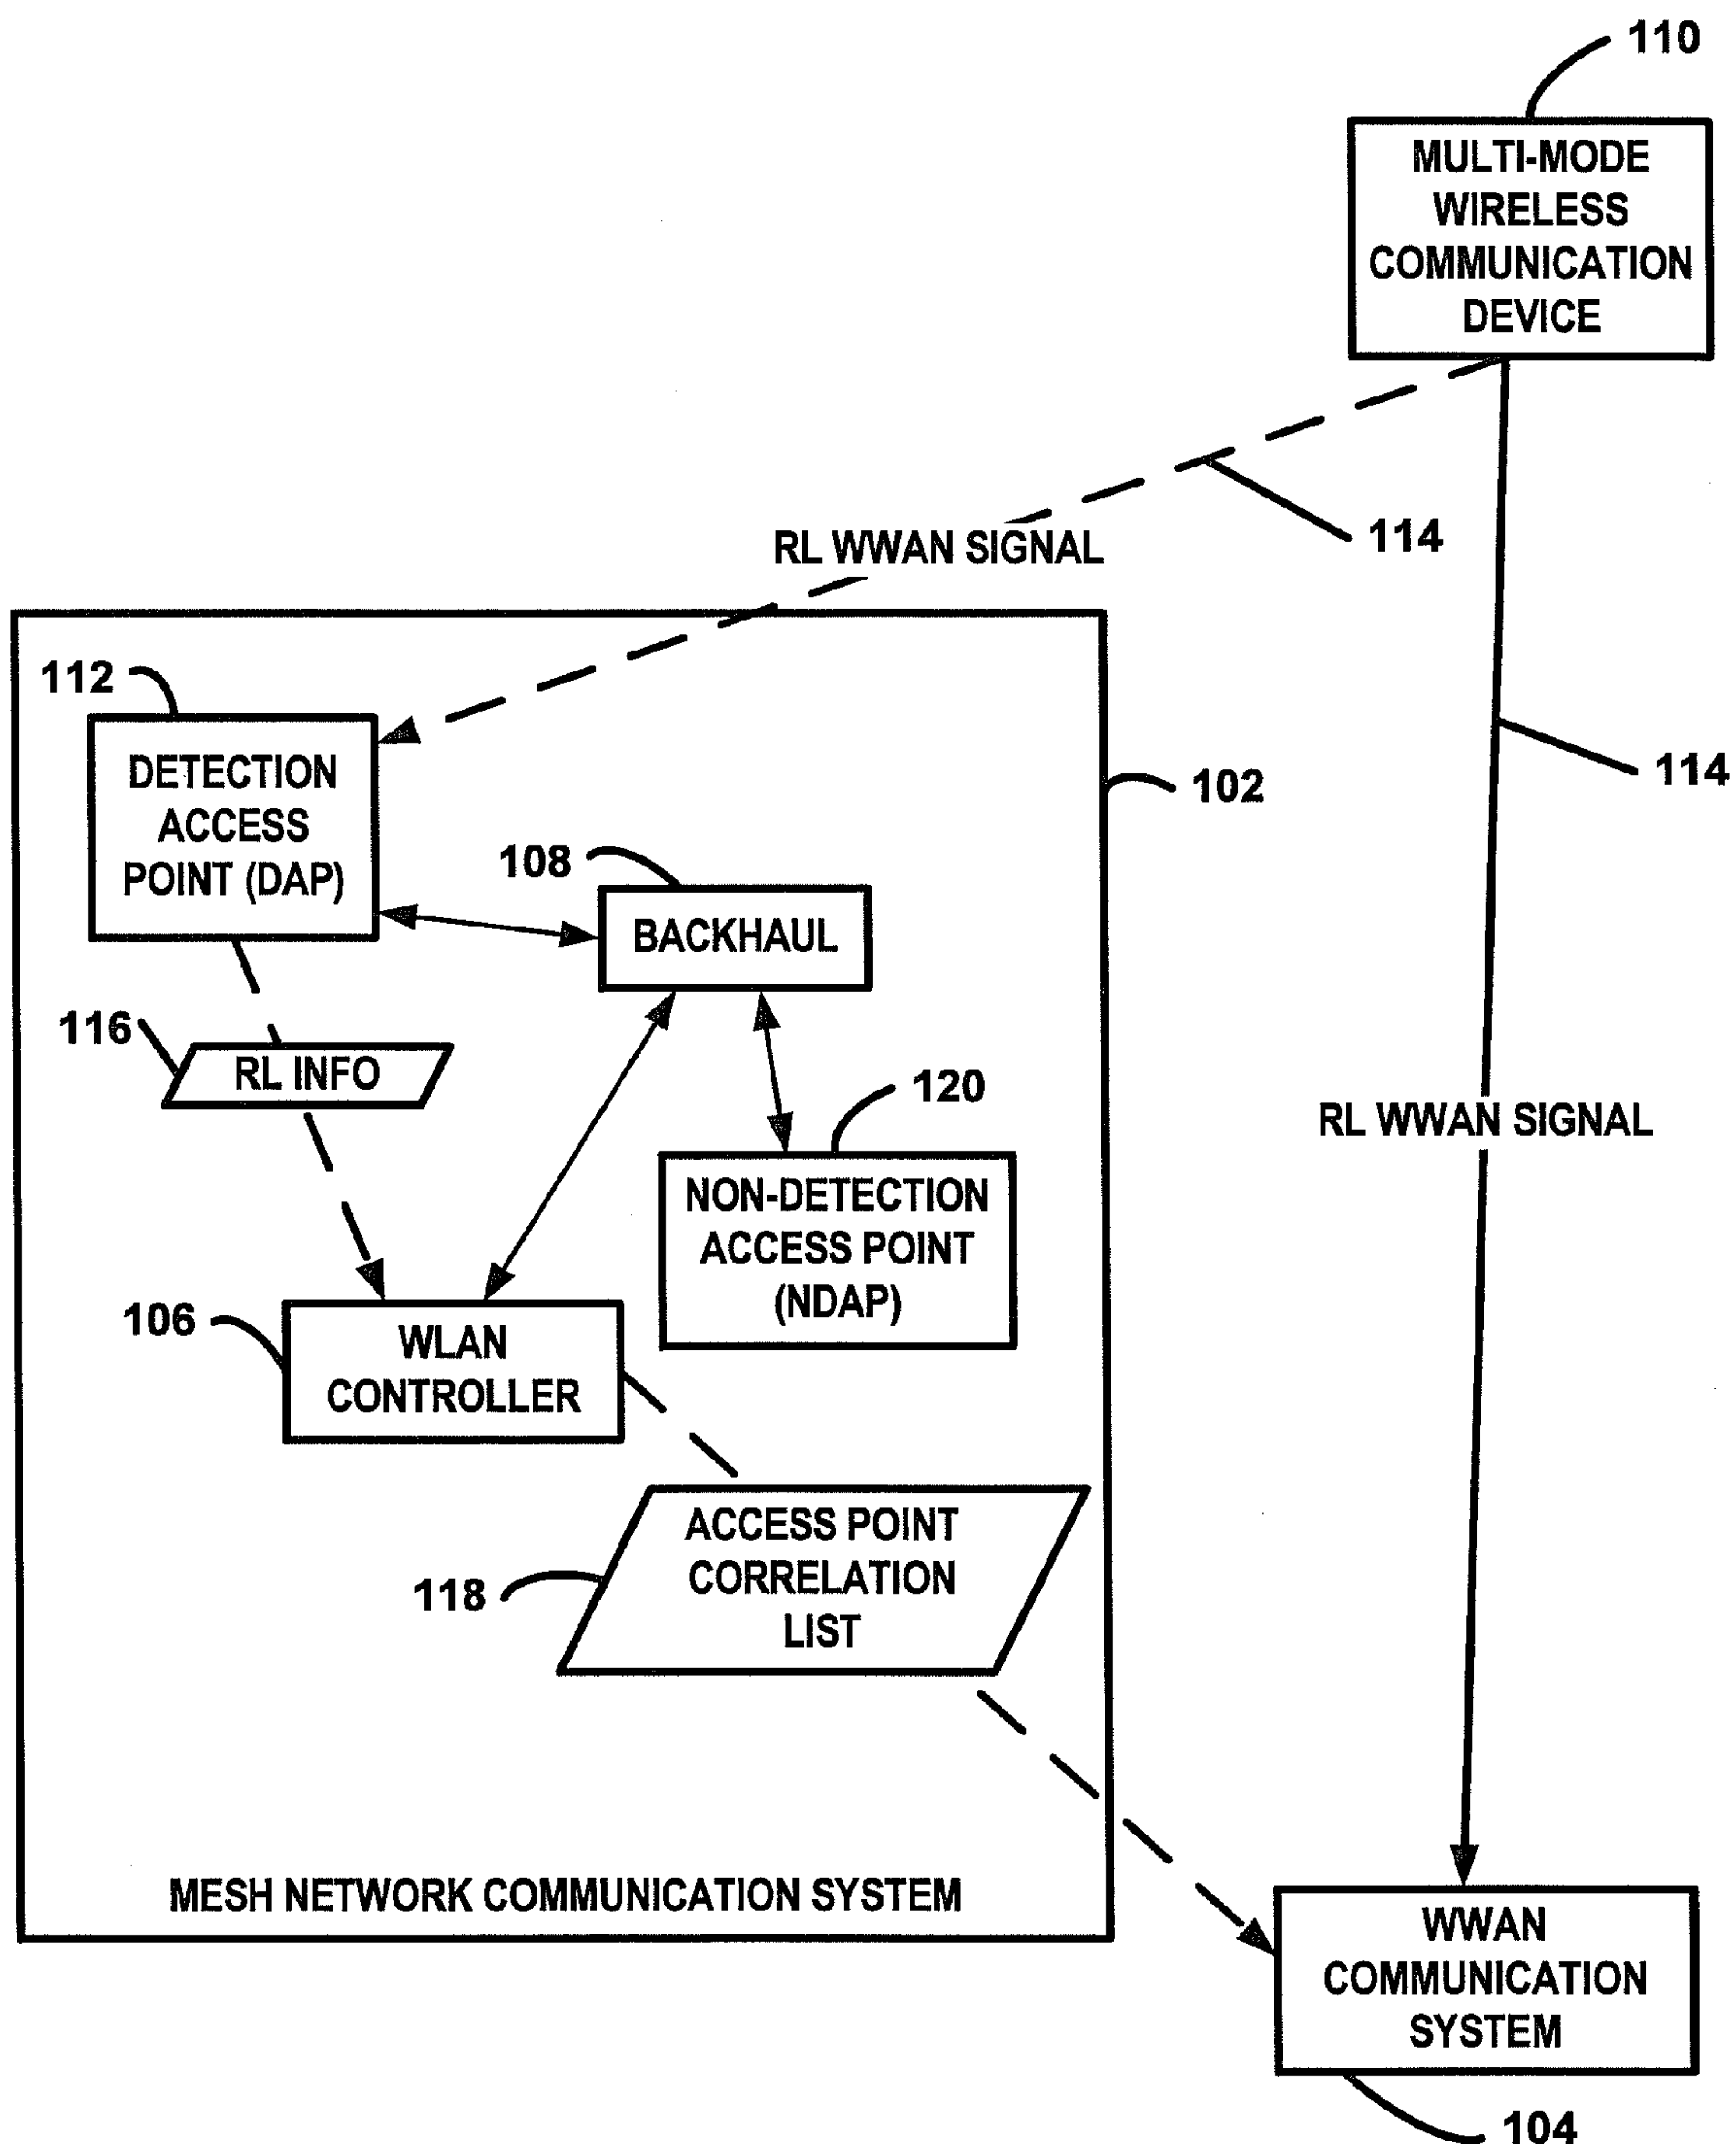 110
MULTI-MODE
WIRELESS
COMMUNICATION
DEVICE
114
RL WWAN SIGNAL
112
114
102
DETECTION
ACCESS
POINT (DAP)
108
BACKHAUL
116
RL INFO
120
RL WWAN SIGNAL
NON-DETECTION
ACCESS POINT
(NDAP)
106
WLAN
CONTROLLER
ACCESS POINT
CORRELATION
LIST
118
MESH NETWORK COMMUNICATION SYSTEM
WWAN
COMMUNICATION
SYSTEM
104